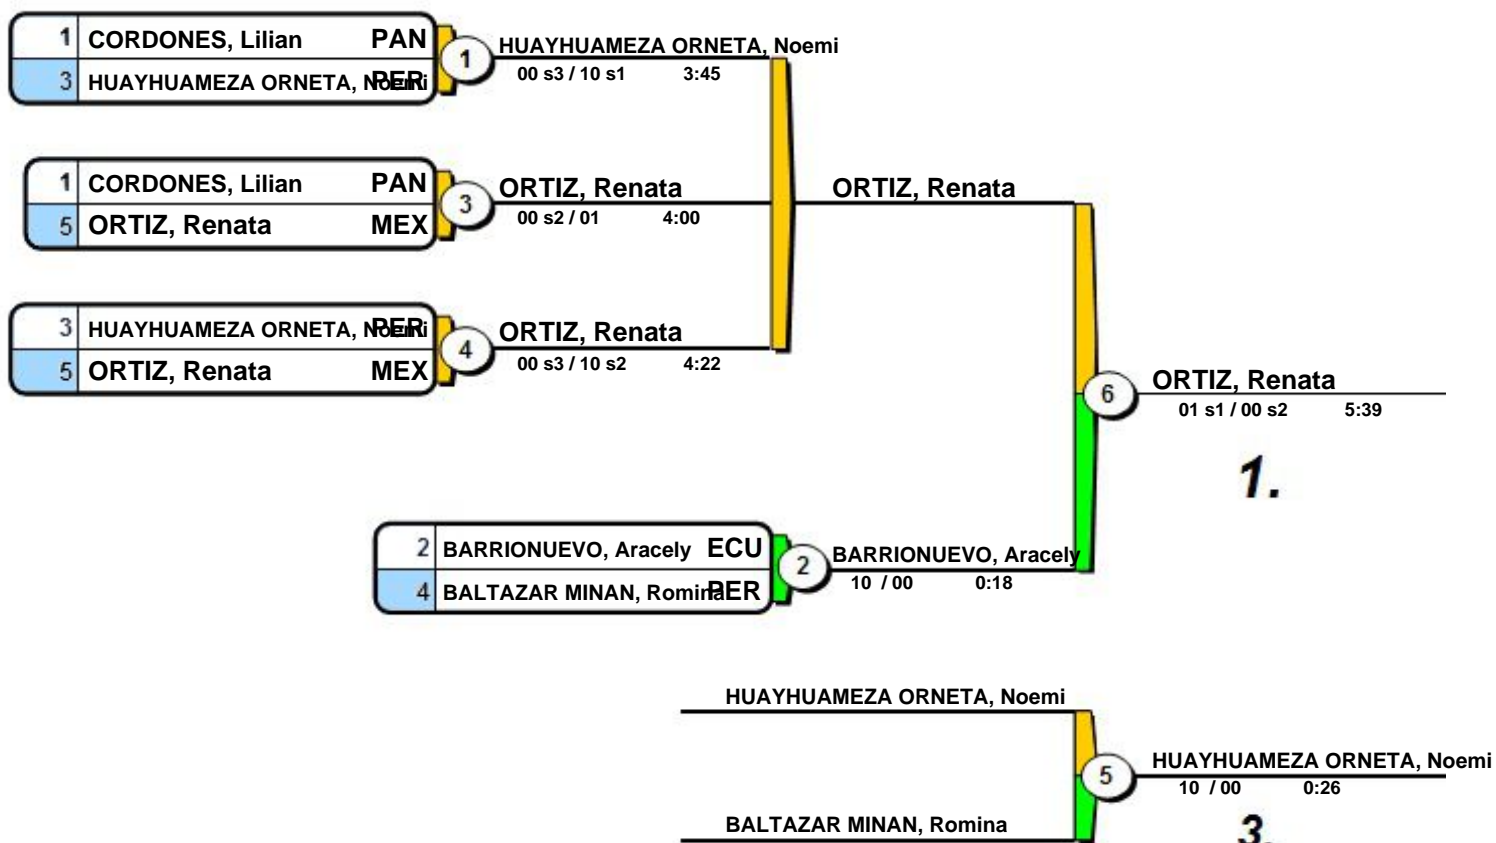 1 CORDONES, Lilian PAN
3 HUAYHUAMEZA ORNETA, Noemi PER
1
HUAYHUAMEZA ORNETA, Noemi
00 s3 / 10 s1 3:45
1 CORDONES, Lilian PAN
5 ORTIZ, Renata MEX
3
ORTIZ, Renata
00 s2 / 01 4:00
ORTIZ, Renata
3 HUAYHUAMEZA ORNETA, Noemi PER
5 ORTIZ, Renata MEX
4
ORTIZ, Renata
00 s3 / 10 s2 4:22
6
ORTIZ, Renata
01 s1 / 00 s2 5:39
1.
2 BARRIONUEVO, Aracely ECU
4 BALTAZAR MINAN, Romina PER
2
BARRIONUEVO, Aracely
10 / 00 0:18
HUAYHUAMEZA ORNETA, Noemi
5
HUAYHUAMEZA ORNETA, Noemi
10 / 00 0:26
BALTAZAR MINAN, Romina
3.